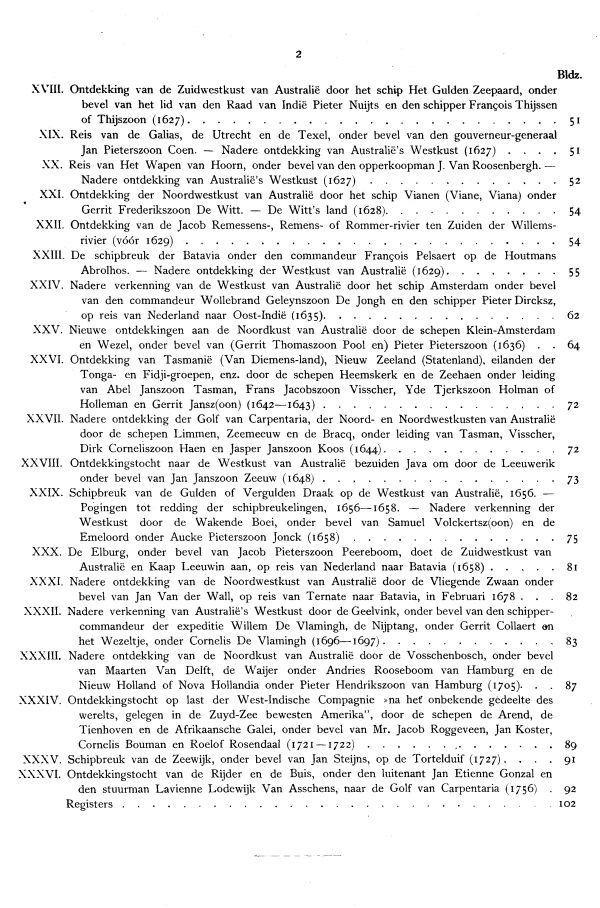 2
Bldz.
XVIII. Ontdekking van de Zuidwestkust van Australië door het schip Het Gulden Zeepaard, onder
bevel van het lid van den Raad van Indië Pieter Nuijts en den schipper François Thijssen
of Thijszoon (1627). . . . . . . . . . . . . . . . . . . . . . . . 51
XIX. Reis van de Galias, de Utrecht en de Texel, onder bevel van den gouverneur-generaal
Jan Pieterszoon Coen. — Nadere ontdekking van Australië's Westkust (1627) . . . . 51
XX. Reis van Het Wapen van Hoorn, onder bevel van den opperkoopman J. Van Roosenbergh. —
Nadere ontdekking van Australië's Westkust (1627) . . . . . . . . . . . . 52
XXI. Ontdekking der Noordwestkust van Australië door het schip Vianen (Viane, Viana) onder
Gerrit Frederikszoon De Witt. — De Witt's land (1628). . . . . . . . . . . 54
XXII. Ontdekking van de Jacob Remessens-, Remens- of Rommer-rivier ten Zuiden der Willems-
rivier (vóór 1629) . . . . . . . . . . . . . . . . . . . . . . . . 54
XXIII. De schipbreuk der Batavia onder den commandeur François Pelsaert op de Houtmans
Abrolhos. — Nadere ontdekking der Westkust van Australië (1629). . . . . . . 55
XXIV. Nadere verkenning van de Westkust van Australië door het schip Amsterdam onder bevel
van den commandeur Wollebrand Geleynszoon De Jongh en den schipper Pieter Dircksz,
op reis van Nederland naar Oost-Indië (1635). . . . . . . . . . . . . . . 62
XXV. Nieuwe ontdekkingen aan de Noordkust van Australië door de schepen Klein-Amsterdam
en Wezel, onder bevel van (Gerrit Thomaszoon Pool en) Pieter Pieterszoon (1636) . . 64
XXVI. Ontdekking van Tasmanië (Van Diemens-land), Nieuw Zeeland (Statenland), eilanden der
Tonga- en Fidji-groepen, enz. door de schepen Heemskerk en de Zeehaen onder leiding
van Abel Janszoon Tasman, Frans Jacobszoon Visscher, Yde Tjerkszoon Holman of
Holleman en Gerrit Jansz(oon) (1642—1643) . . . . . . . . . . . . . . . 72
XXVII. Nadere ontdekking der Golf van Carpentaria, der Noord- en Noordwestkusten van Australië
door de schepen Limmen, Zeemeeuw en de Bracq, onder leiding van Tasman, Visscher,
Dirk Corneliszoon Haen en Jasper Janszoon Koos (1644). . . . . . . . . . . 72
XXVIII. Ontdekkingstocht naar de Westkust van Australië bezuiden Java om door de Leeuwerik
onder bevel van Jan Janszoon Zeeuw (1648) . . . . . . . . . . . . . . . 73
XXIX. Schipbreuk van de Gulden of Vergulden Draak op de Westkust van Australië, 1656. —
Pogingen tot redding der schipbreukelingen, 1656—1658. — Nadere verkenning der
Westkust door de Wakende Boei, onder bevel van Samuel Volckertsz(oon) en de
Emeloord onder Aucke Pieterszoon Jonck (1658) . . . . . . . . . . . . . 75
XXX. De Elburg, onder bevel van Jacob Pieterszoon Peereboom, doet de Zuidwestkust van
Australië en Kaap Leeuwin aan, op reis van Nederland naar Batavia (1658) . . . . . 81
XXXI. Nadere ontdekking van de Noordwestkust van Australië door de Vliegende Zwaan onder
bevel van Jan Van der Wall, op reis van Ternate naar Batavia, in Februari 1678 . . . 82
XXXII. Nadere verkenning van Australië's Westkust door de Geelvink, onder bevel van den schipper-
commandeur der expeditie Willem De Vlamingh, de Nijptang, onder Gerrit Collaert en
het Wezeltje, onder Cornelis De Vlamingh (1696—1697). . . . . . . . . . . 83
XXXIII. Nadere ontdekking van de Noordkust van Australië door de Vosschenbosch, onder bevel
van Maarten Van Delft, de Waijer onder Andries Rooseboom van Hamburg en de
Nieuw Holland of Nova Hollandia onder Pieter Hendrikszoon van Hamburg (1705). . . 87
XXXIV. Ontdekkingstocht op last der West-Indische Compagnie »na het onbekende gedeelte des
werelts, gelegen in de Zuyd-Zee bewesten Amerika", door de schepen de Arend, de
Tienhoven en de Afrikaansche Galei, onder bevel van Mr. Jacob Roggeveen, Jan Koster,
Cornelis Bouman en Roelof Rosendaal (1721—1722) . . . . . . . . . . . . 89
XXXV. Schipbreuk van de Zeewijk, onder bevel van Jan Steijns, op de Tortelduif (1727). . . . 91
XXXVI. Ontdekkingstocht van de Rijder en de Buis, onder den luitenant Jan Etienne Gonzal en
den stuurman Lavienne Lodewijk Van Asschens, naar de Golf van Carpentaria (1756) . 92
Registers . . . . . . . . . . . . . . . . . . . . . . . . . . . . 102